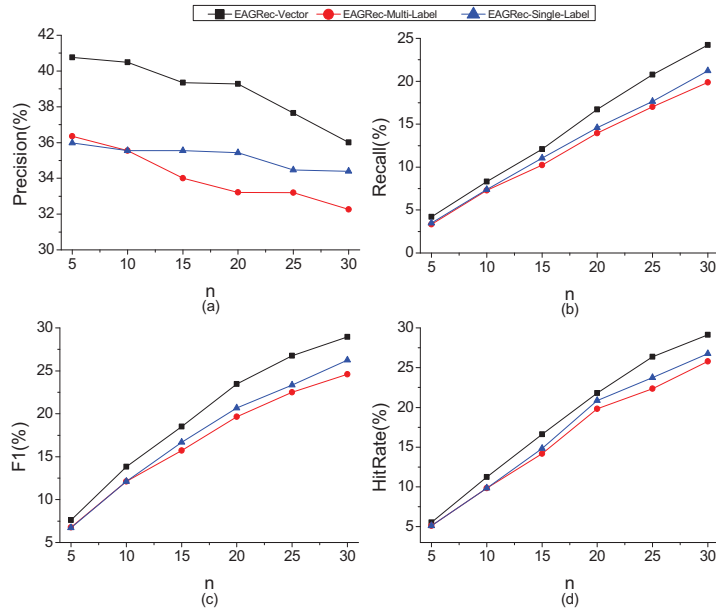 EAGRec-Vector EAGRec-Multi-Label EAGRec-Single-Label
Precision(%)
42
40
38
36
34
32
30
5 10 15 20 25 30
n
(a)
Recall(%)
25
20
15
10
5
0
5 10 15 20 25 30
n
(b)
F1(%)
30
25
20
15
10
5
5 10 15 20 25 30
n
(c)
HitRate(%)
30
25
20
15
10
5
5 10 15 20 25 30
n
(d)